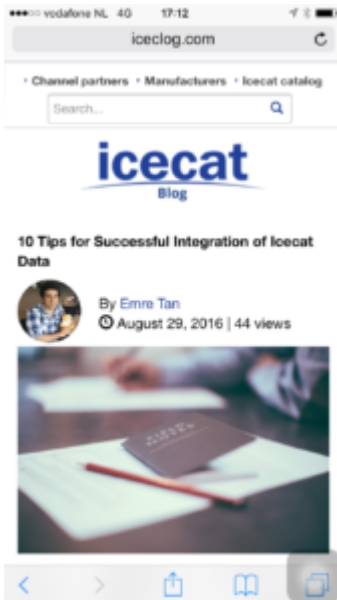 vodafone NL 4G 17:12
iceclog.com
Channel partners Manufacturers Icecat catalog
Search...
icecat
Blog
10 Tips for Successful Integration of Icecat
Data
By Emre Tan
August 29, 2016 | 44 views